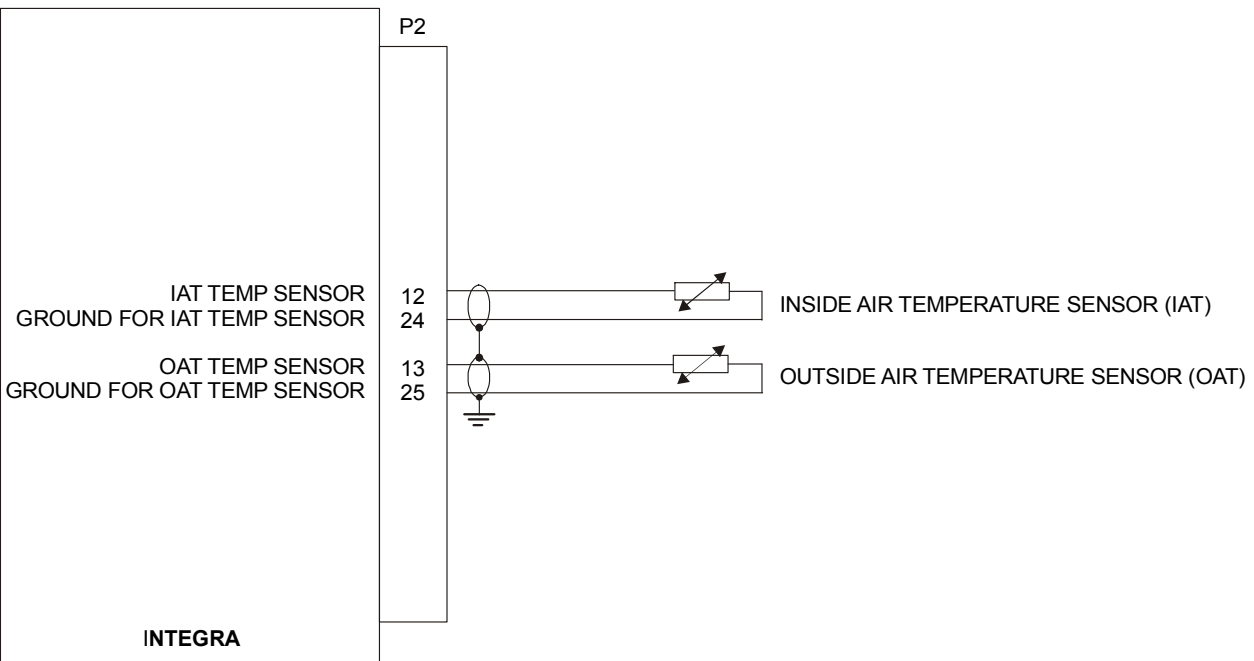 P2
IAT TEMP SENSOR 12 INSIDE AIR TEMPERATURE SENSOR (IAT)
GROUND FOR IAT TEMP SENSOR 24
OAT TEMP SENSOR 13 OUTSIDE AIR TEMPERATURE SENSOR (OAT)
GROUND FOR OAT TEMP SENSOR 25
INTEGRA